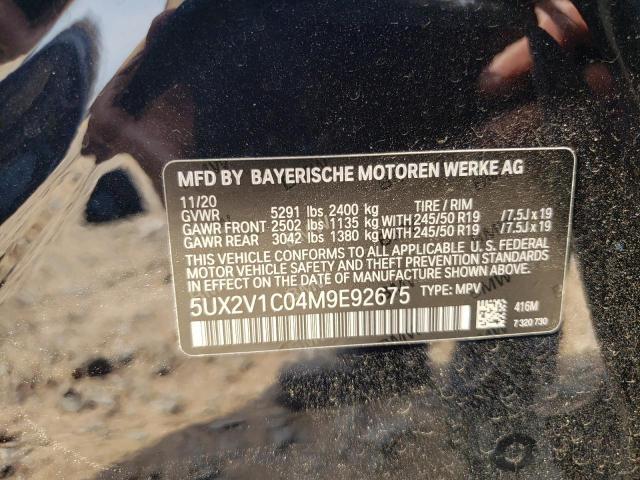 MFD BY BAYERISCHE MOTOREN WERKE AG
11/20 TIRE / RIM
GVWR 5291 lbs 2400 kg
GAWR FRONT 2502 lbs 1135 kg WITH 245/50 R19 /7.5J x 19
GAWR REAR 3042 lbs 1380 kg WITH 245/50 R19 /7.5J x 19
THIS VEHICLE CONFORMS TO ALL APPLICABLE U.S. FEDERAL
MOTOR VEHICLE SAFETY AND THEFT PREVENTION STANDARDS
IN EFFECT ON THE DATE OF MANUFACTURE SHOWN ABOVE.
5UX2V1C04M9E92675 TYPE: MPV
416M
7 320 730